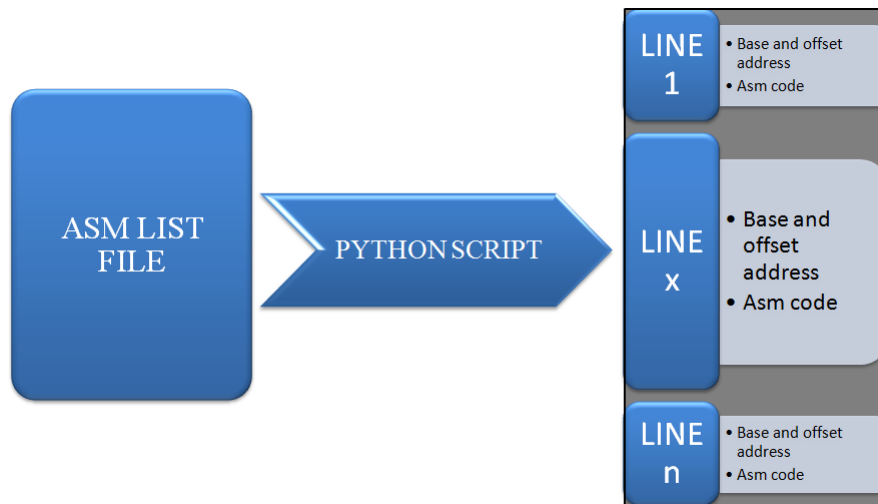 ASM LIST
FILE
PYTHON SCRIPT
LINE
1
• Base and offset
address
• Asm code
LINE
x
• Base and
offset
address
• Asm code
LINE
n
• Base and offset
address
• Asm code